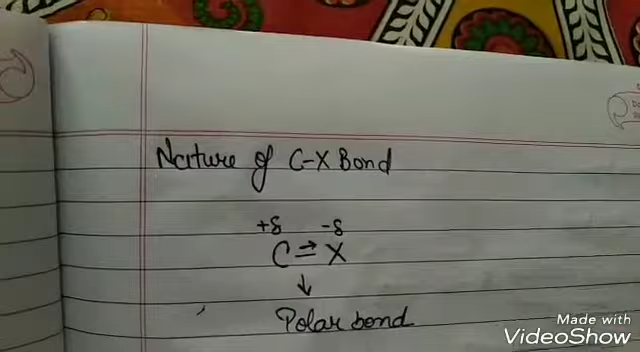 Nature of C-X Bond
+δ -δ
C⇒X
↓
Polar bond
Made with
VideoShow